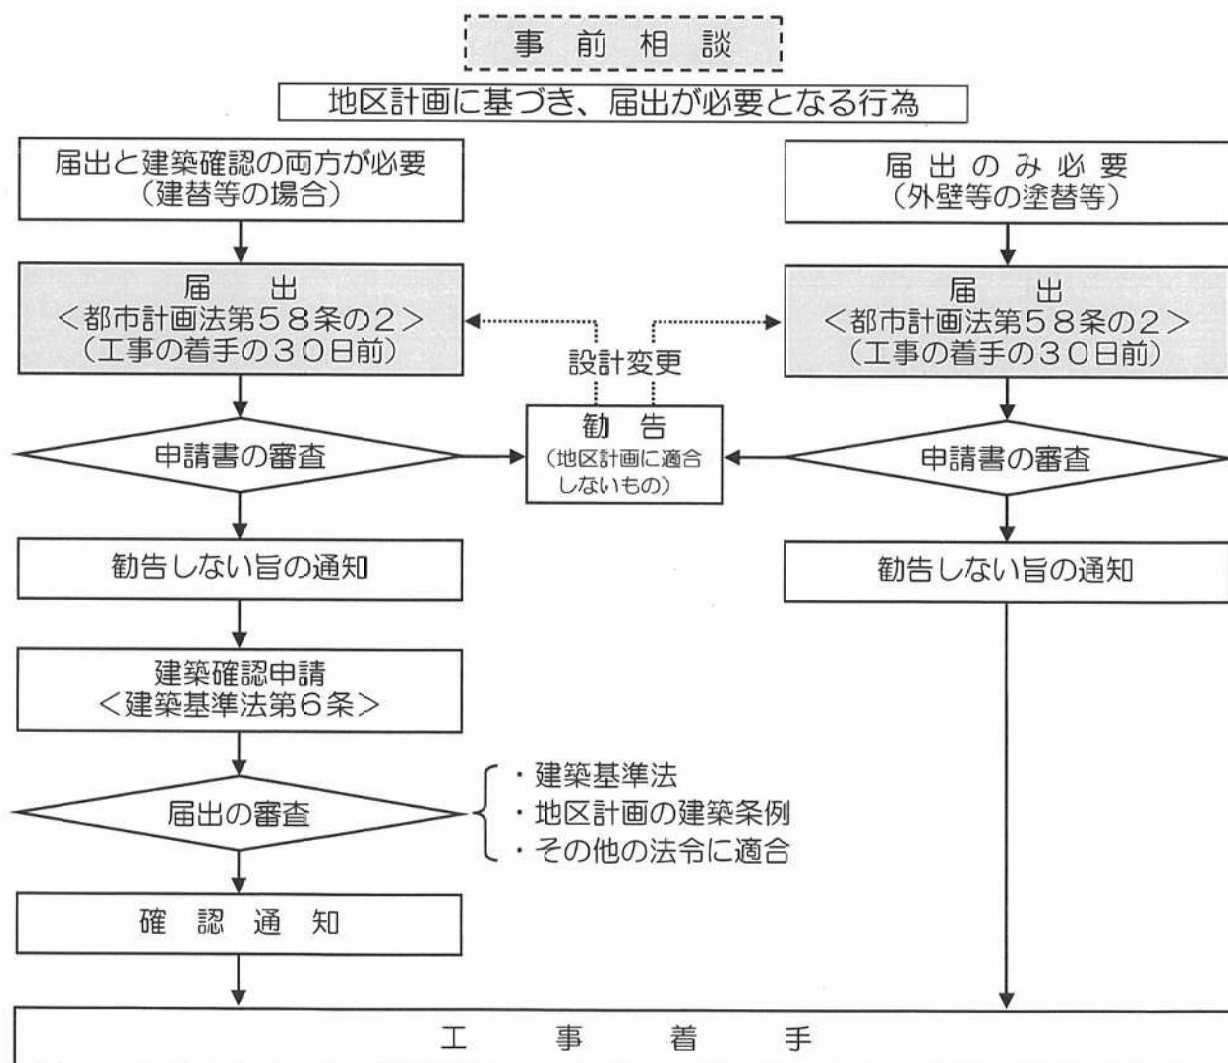 事前相談
地区計画に基づき、届出が必要となる行為
届出と建築確認の両方が必要
（建替等の場合）
届出のみ必要
（外壁等の塗替等）
届出
＜都市計画法第５８条の２＞
（工事の着手の３０日前）
届出
＜都市計画法第５８条の２＞
（工事の着手の３０日前）
設計変更
申請書の審査
勧告
（地区計画に適合
しないもの）
申請書の審査
勧告しない旨の通知
勧告しない旨の通知
建築確認申請
＜建築基準法第６条＞
届出の審査
・建築基準法
・地区計画の建築条例
・その他の法令に適合
確認通知
工事着手